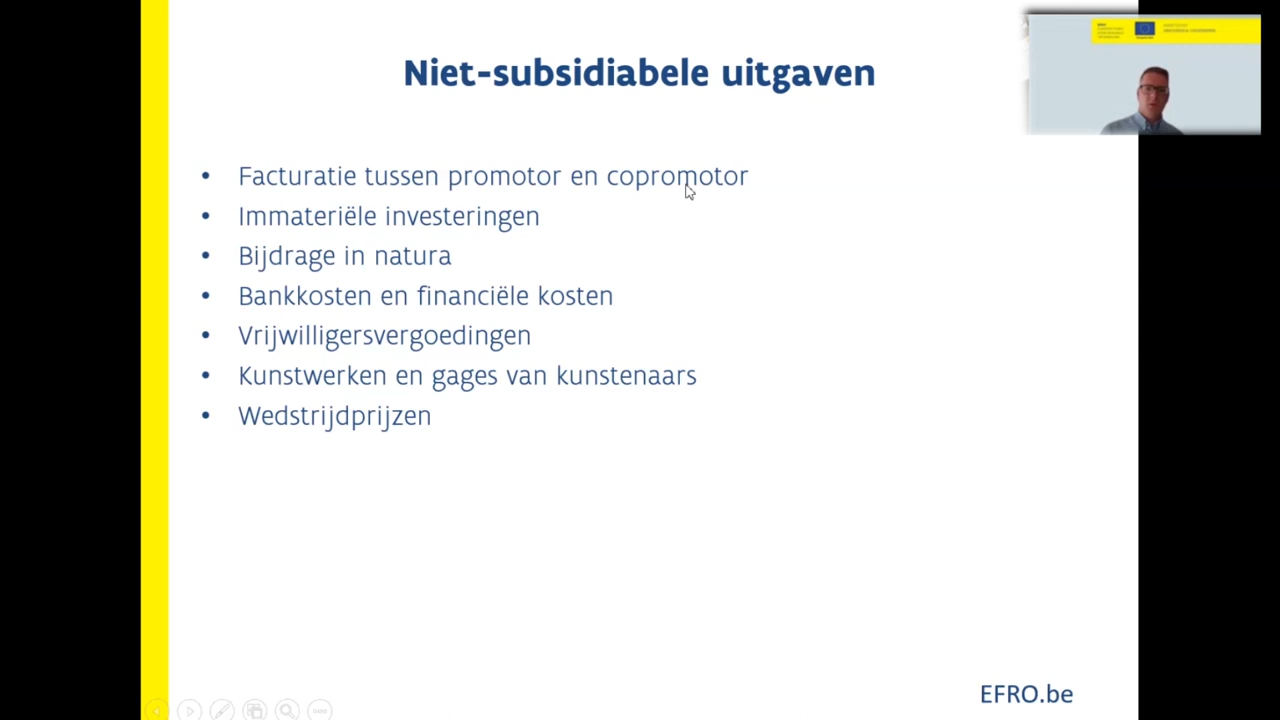 Niet-subsidiabele uitgaven
• Facturatie tussen promotor en copromotor
• Immateriële investeringen
• Bijdrage in natura
• Bankkosten en financiële kosten
• Vrijwilligersvergoedingen
• Kunstwerken en gages van kunstenaars
• Wedstrijdprijzen
EFRO.be